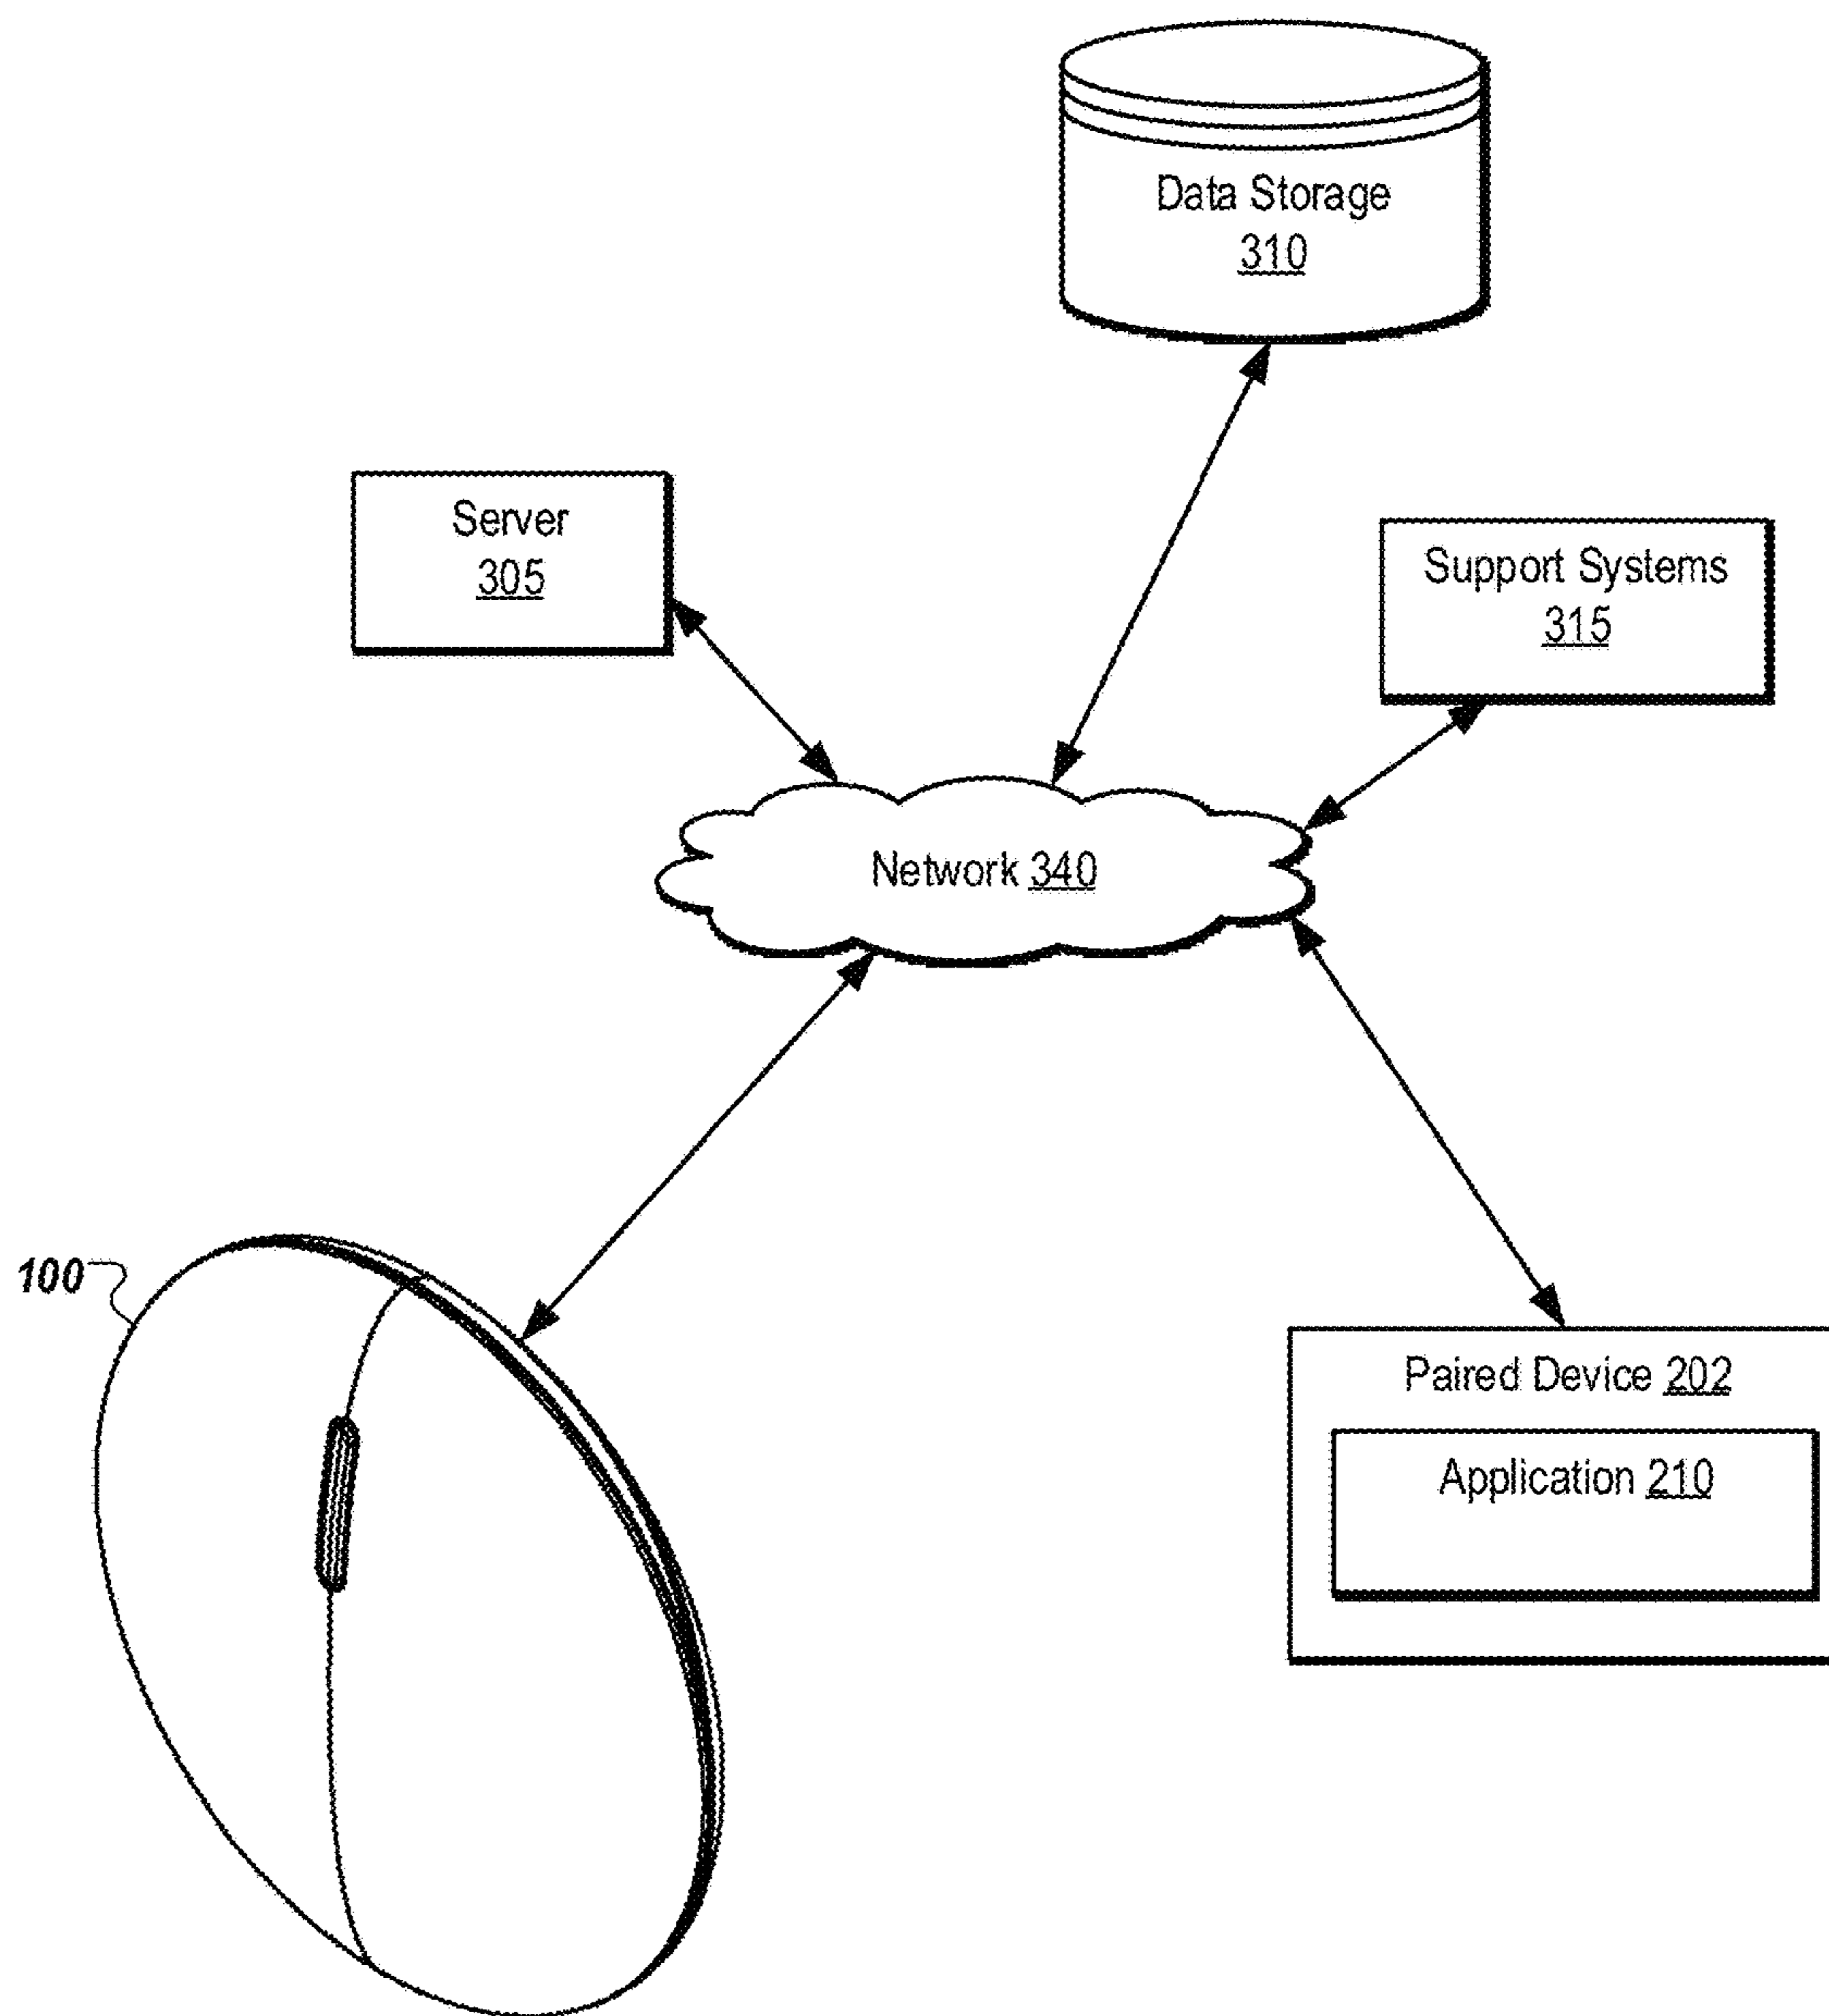 Data Storage
310
Server
305
Support Systems
315
Network 340
100
Paired Device 202
Application 210